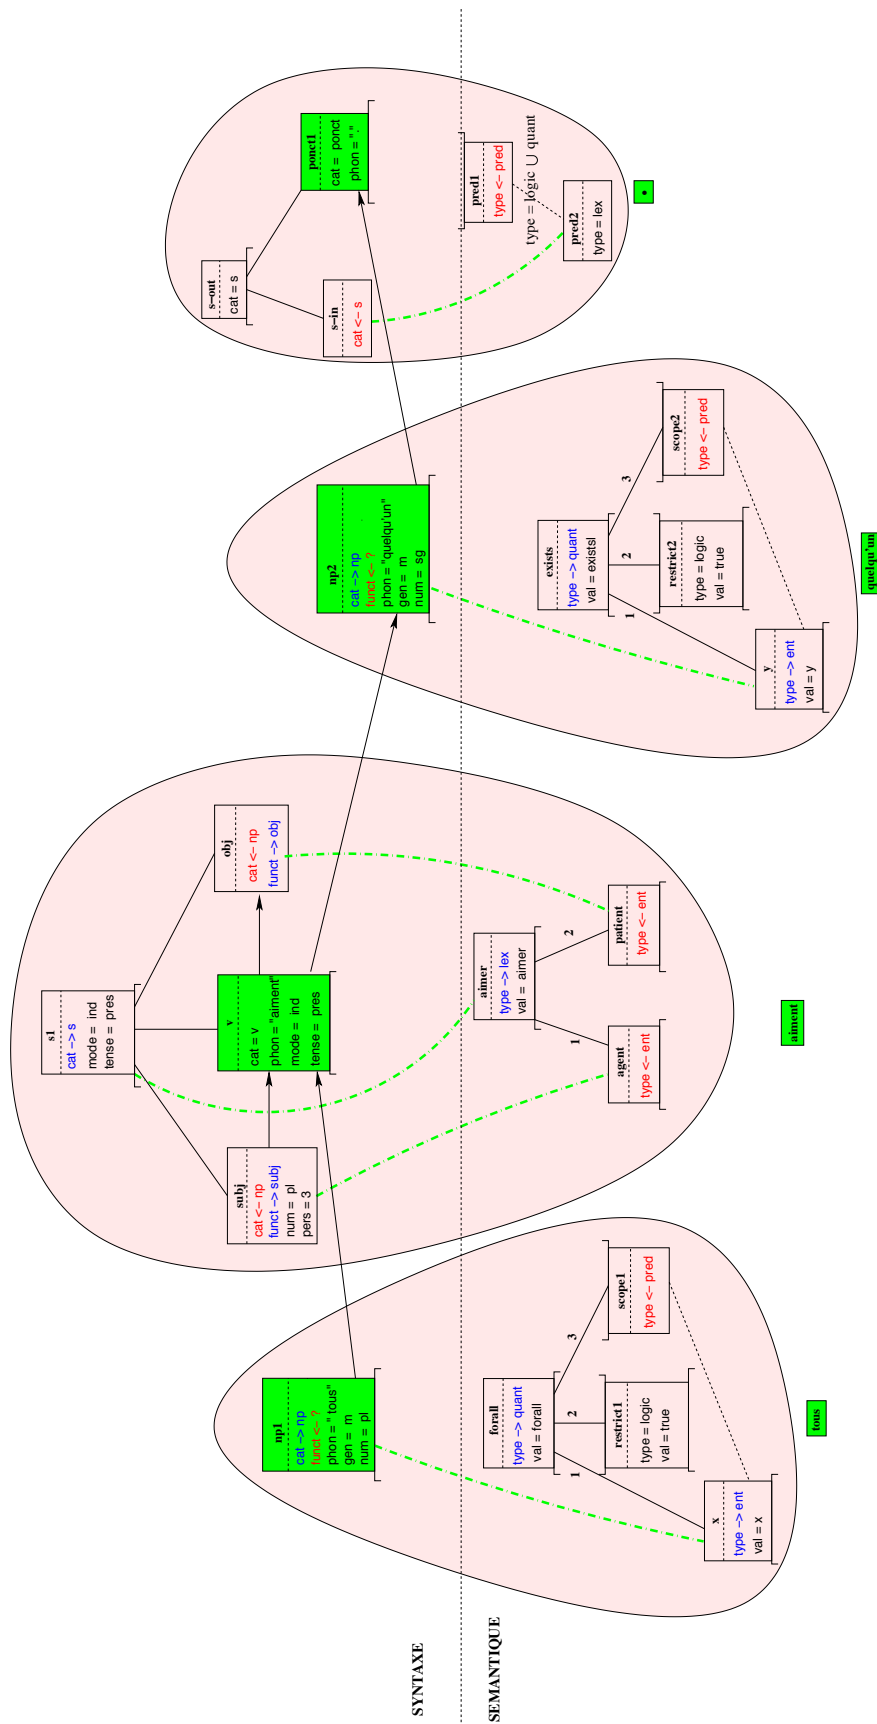 SYNTAXE
SEMANTIQUE
np1
cat -> np
funct <- ?
phon = " tous"
gen = m
num = pl
forall
type -> quant
val = forall
1
2
3
restrict1
type = logic
val = true
scope1
type <- pred
x
type -> ent
val = x
tous
s1
cat -> s
mode = ind
tense = pres
subj
cat <- np
funct -> subj
num = pl
pers = 3
v
cat = v
phon = "aiment"
mode = ind
tense = pres
obj
cat <- np
funct -> obj
aimer
type -> lex
val = aimer
1
2
agent
type <- ent
patient
type <- ent
aiment
np2
cat -> np
funct <- ?
phon = "quelqu'un"
gen = m
num = sg
exists
type -> quant
val = existsl
1
2
3
restrict2
type = logic
val = true
scope2
type <- pred
y
type -> ent
val = y
quelqu'un
s-out
cat = s
s-in
cat <- s
ponct1
cat = ponct
phon = "."
pred1
type <- pred
type = logic ∪ quant
pred2
type = lex
•